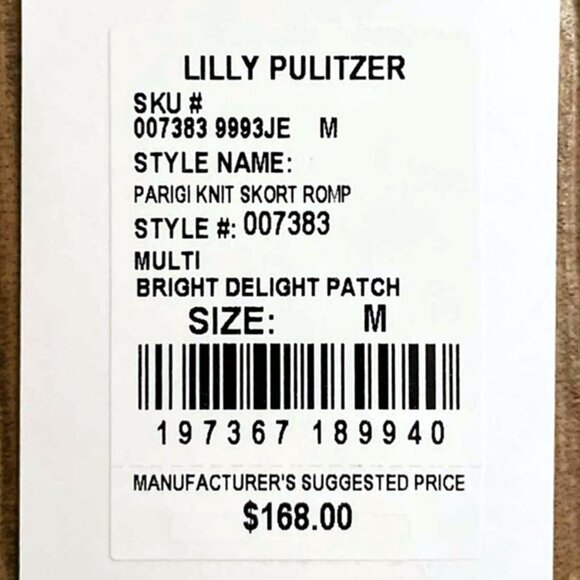 LILLY PULITZER
SKU #
007383 9993JE M
STYLE NAME:
PARIGI KNIT SKORT ROMP
STYLE #: 007383
MULTI
BRIGHT DELIGHT PATCH
SIZE: M
197367 189940
MANUFACTURER'S SUGGESTED PRICE
$168.00